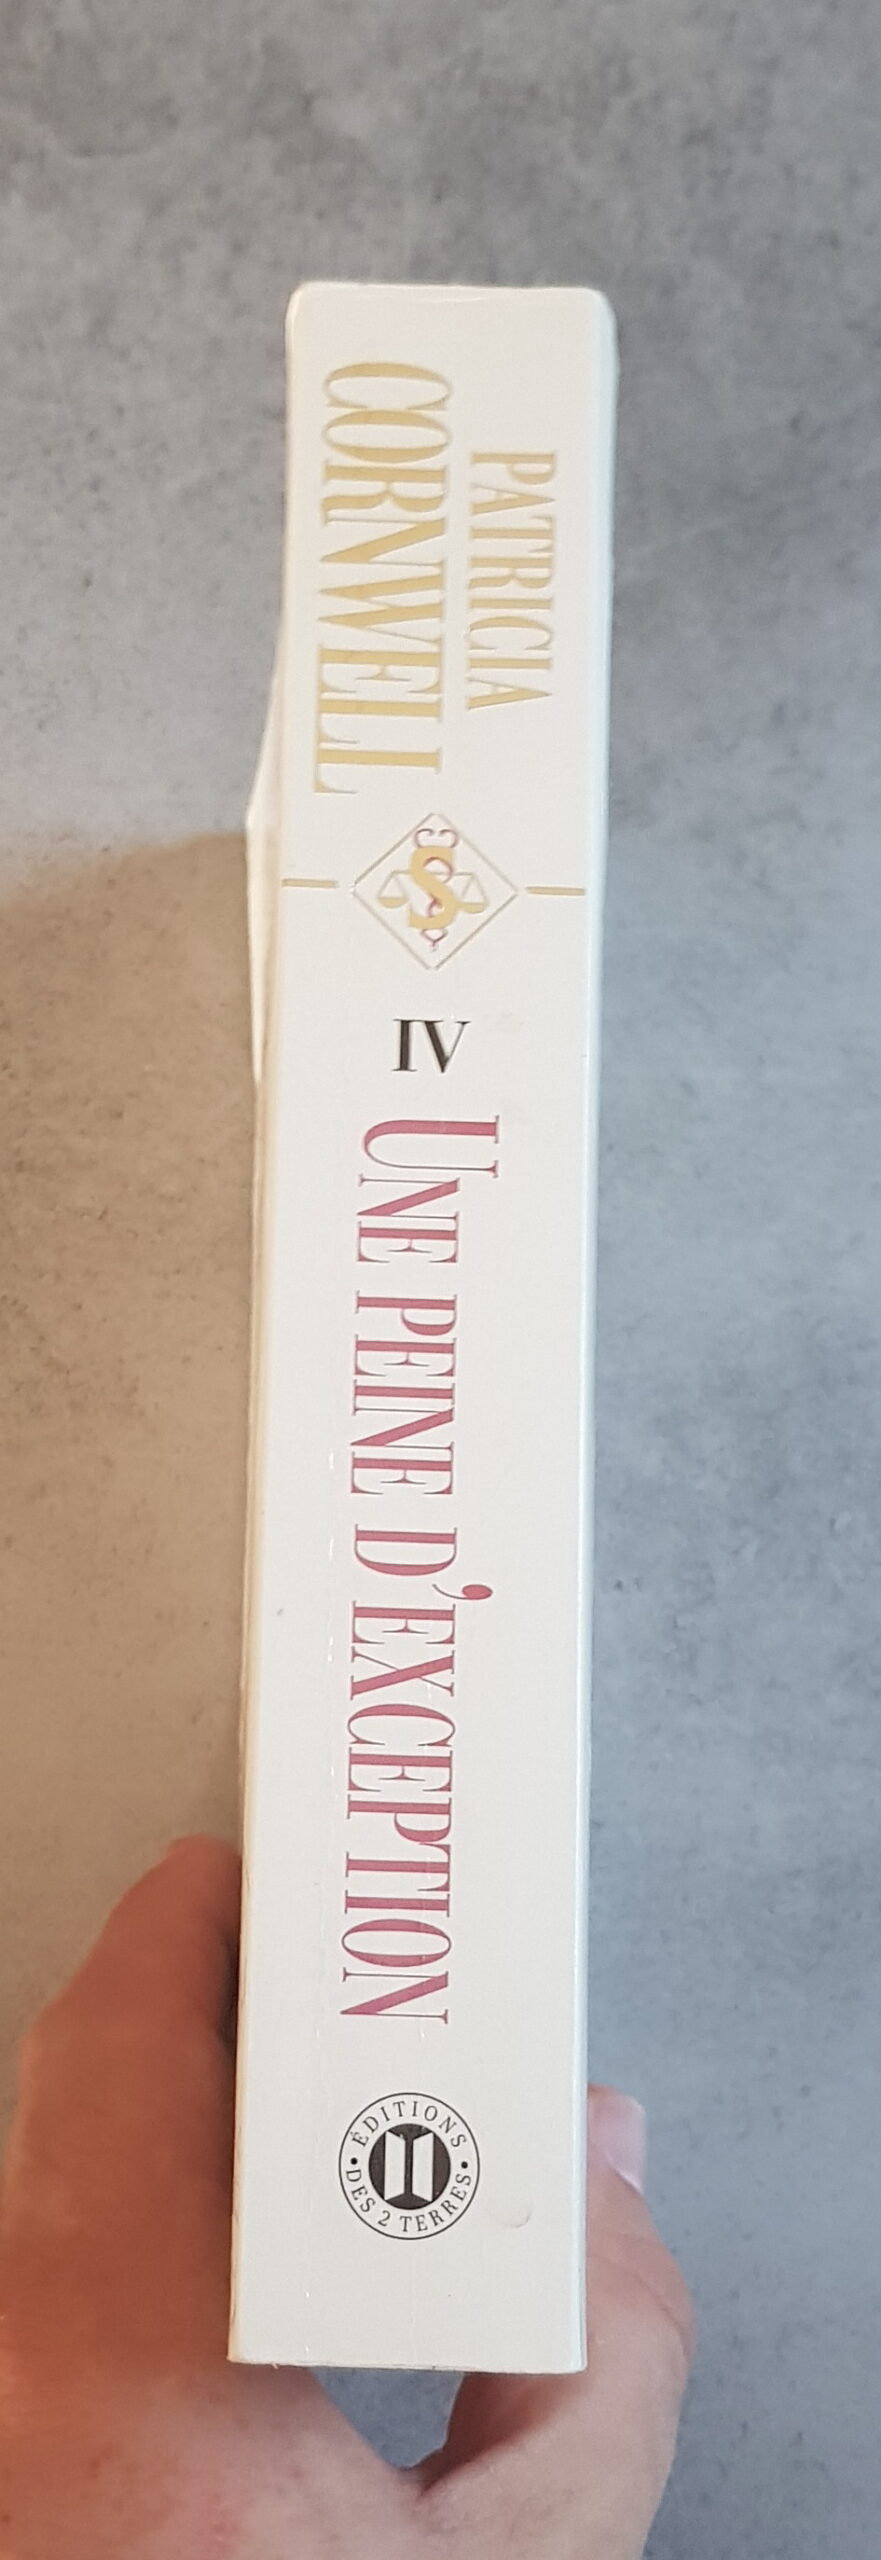 PATRICIA
CORNWELL
S
IV
UNE PEINE D'EXCEPTION
ÉDITIONS
DES 2 TERRES